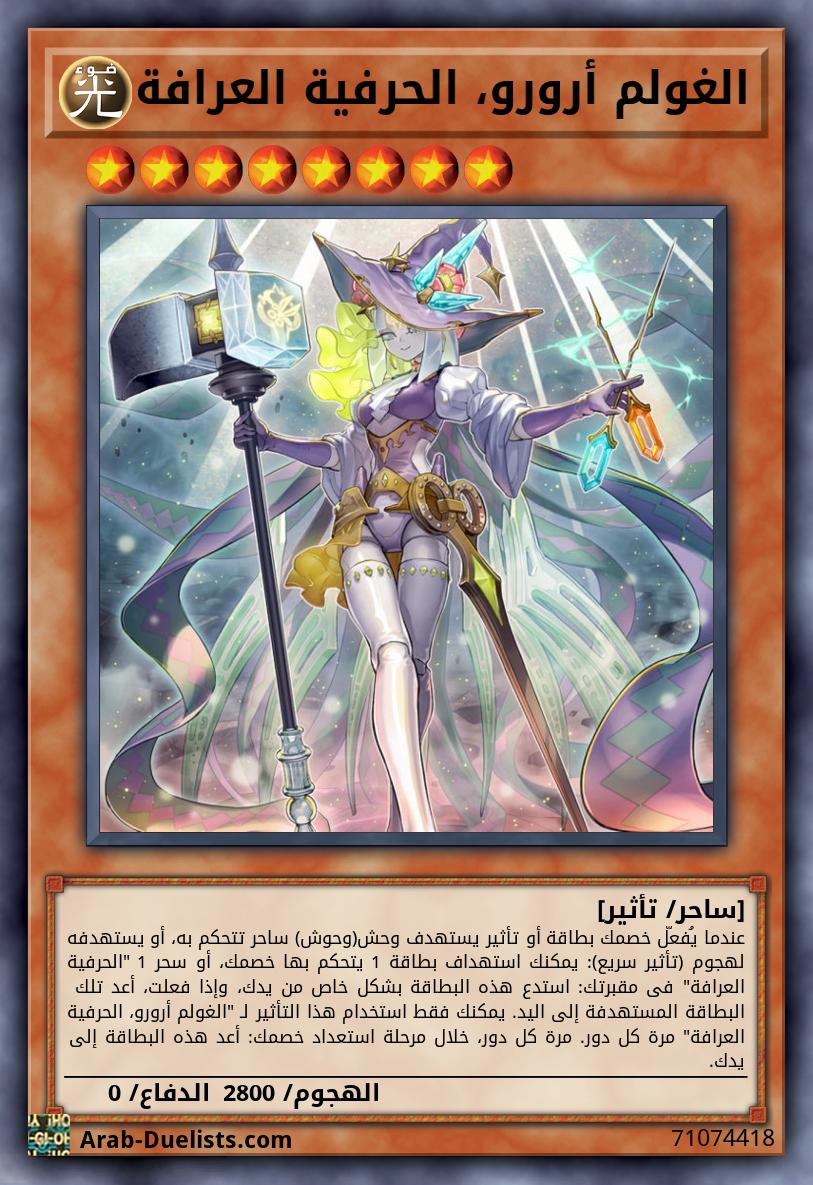 الغولم أرورو، الحرفية العرافة
ضوء
光
[ساحر/ تأثير]
عندما يُفعلّ خصمك بطاقة أو تأثير يستهدف وحش(وحوش) ساحر تتحكم به، أو يستهدفه
لهجوم (تأثير سريع): يمكنك استهداف بطاقة 1 يتحكم بها خصمك، أو سحر 1 "الحرفية
العرافة" فى مقبرتك: استدع هذه البطاقة بشكل خاص من يدك، وإذا فعلت، أعد تلك
البطاقة المستهدفة إلى اليد. يمكنك فقط استخدام هذا التأثير لـ "الغولم أرورو، الحرفية
العرافة" مرة كل دور. مرة كل دور، خلال مرحلة استعداد خصمك: أعد هذه البطاقة إلى
يدك.
الهجوم/ 2800 الدفاع/ 0
Arab-Duelists.com
71074418